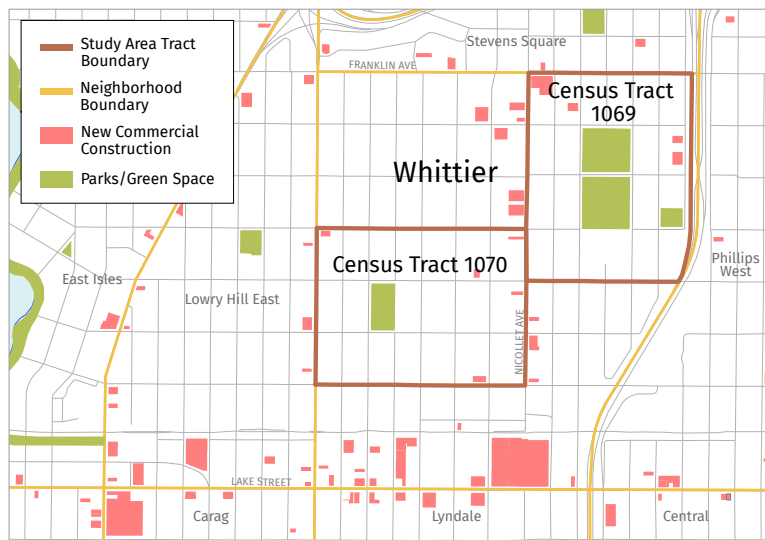 Study Area Tract
Boundary
Neighborhood
Boundary
New Commercial
Construction
Parks/Green Space
Stevens Square
FRANKLIN AVE
Census Tract
1069
Whittier
Census Tract 1070
East Isles
Lowry Hill East
Phillips
West
NICOLLET AVE
LAKE STREET
Carag
Lyndale
Central